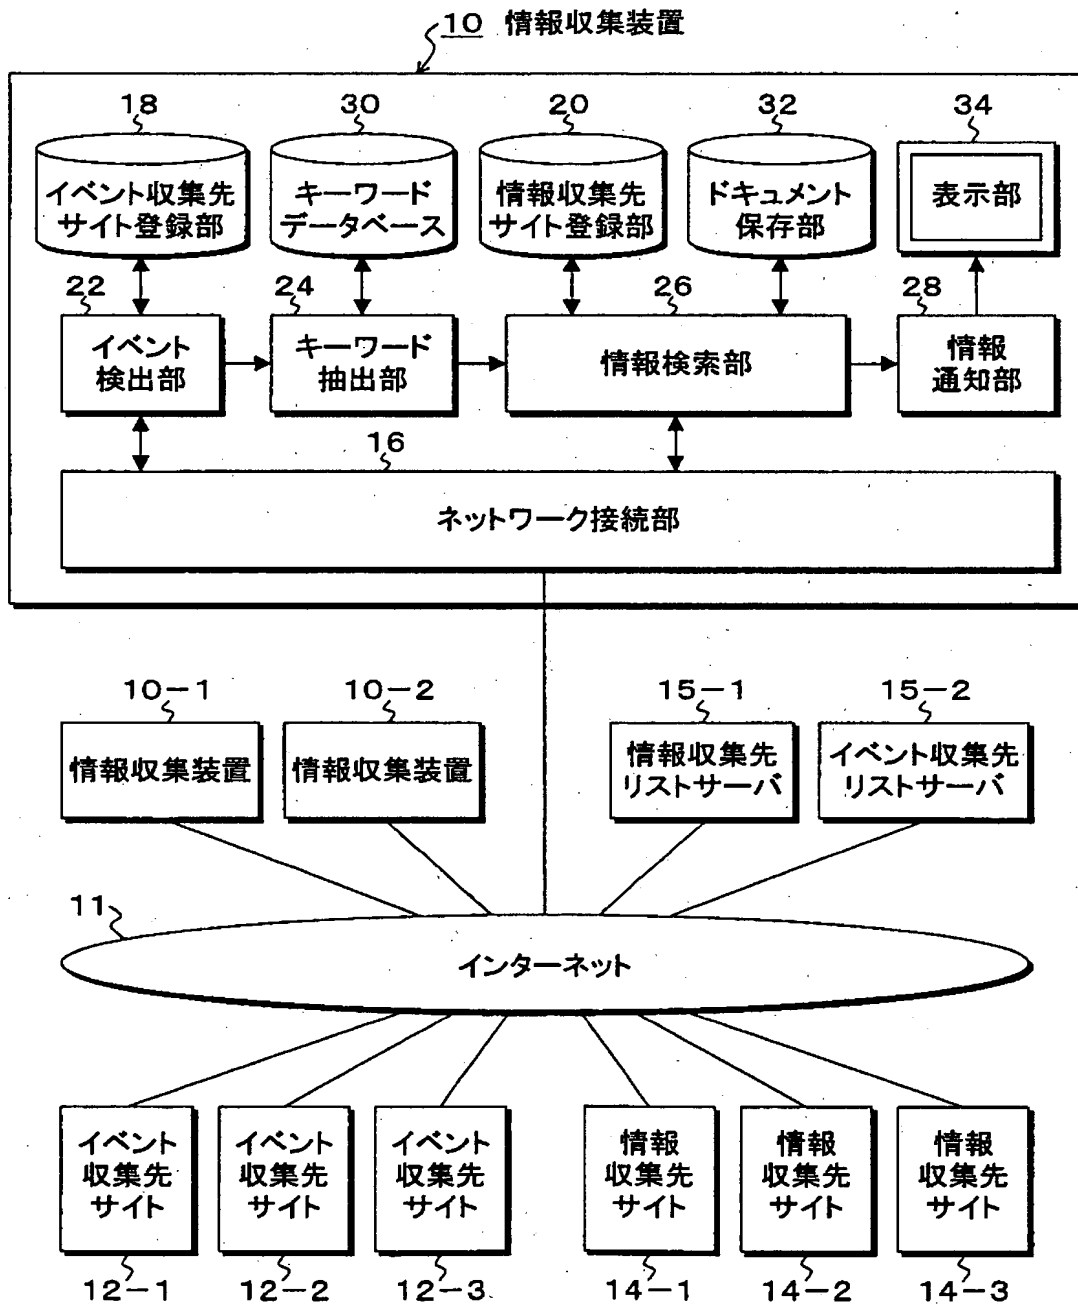 10 情報収集装置
18
30
20
32
34
イベント収集先
サイト登録部
キーワード
データベース
情報収集先
サイト登録部
ドキュメント
保存部
表示部
22
24
26
28
イベント
検出部
キーワード
抽出部
情報検索部
情報
通知部
16
ネットワーク接続部
10-1
10-2
15-1
15-2
情報収集装置
情報収集装置
情報収集先
リストサーバ
イベント収集先
リストサーバ
11
インターネット
イベント
収集先
サイト
イベント
収集先
サイト
イベント
収集先
サイト
情報
収集先
サイト
情報
収集先
サイト
情報
収集先
サイト
12-1
12-2
12-3
14-1
14-2
14-3